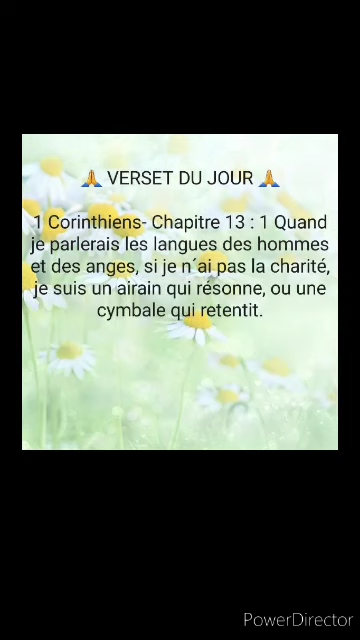 🙏 VERSET DU JOUR 🙏
1 Corinthiens- Chapitre 13 : 1 Quand
je parlerais les langues des hommes
et des anges, si je n´ai pas la charité,
je suis un airain qui résonne, ou une
cymbale qui retentit.
PowerDirector